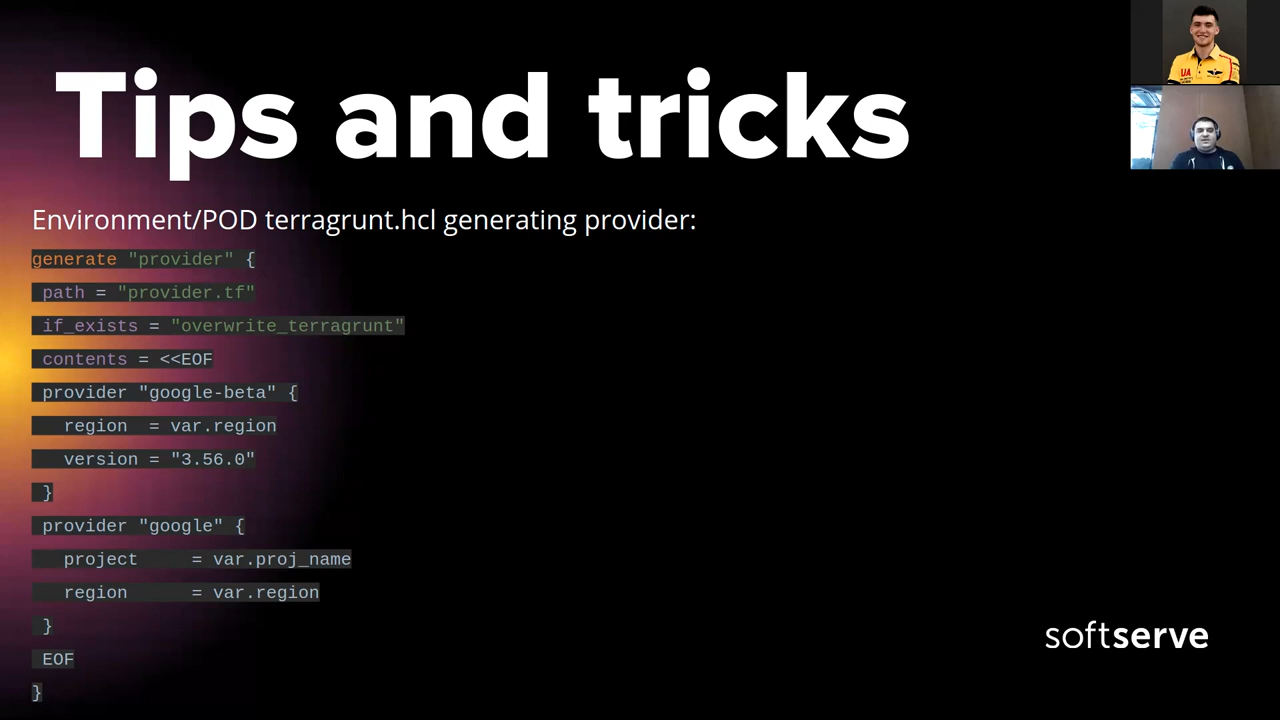 Tips and tricks
Environment/POD terragrunt.hcl generating provider:
generate "provider" {
path = "provider.tf"
if_exists = "overwrite_terragrunt"
contents = <<EOF
provider "google-beta" {
region = var.region
version = "3.56.0"
}
provider "google" {
project = var.proj_name
region = var.region
}
EOF
}
softserve
UA